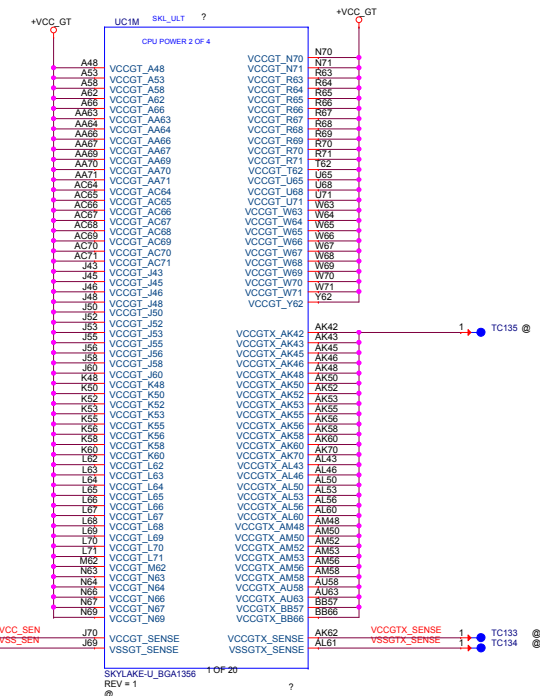 +VCC_GT
UC1M
SKL_ULT
?
+VCC_GT
CPU POWER 2 OF 4
A48 VCCGT_A48
A53 VCCGT_A53
A58 VCCGT_A58
A62 VCCGT_A62
A66 VCCGT_A66
AA63 VCCGT_AA63
AA64 VCCGT_AA64
AA66 VCCGT_AA66
AA67 VCCGT_AA67
AA69 VCCGT_AA69
AA70 VCCGT_AA70
AA71 VCCGT_AA71
AC64 VCCGT_AC64
AC65 VCCGT_AC65
AC66 VCCGT_AC66
AC67 VCCGT_AC67
AC68 VCCGT_AC68
AC69 VCCGT_AC69
AC70 VCCGT_AC70
AC71 VCCGT_AC71
J43 VCCGT_J43
J45 VCCGT_J45
J46 VCCGT_J46
J48 VCCGT_J48
J50 VCCGT_J50
J52 VCCGT_J52
J53 VCCGT_J53
J55 VCCGT_J55
J56 VCCGT_J56
J58 VCCGT_J58
J60 VCCGT_J60
K48 VCCGT_K48
K50 VCCGT_K50
K52 VCCGT_K52
K53 VCCGT_K53
K55 VCCGT_K55
K56 VCCGT_K56
K58 VCCGT_K58
K60 VCCGT_K60
L62 VCCGT_L62
L63 VCCGT_L63
L64 VCCGT_L64
L65 VCCGT_L65
L66 VCCGT_L66
L67 VCCGT_L67
L68 VCCGT_L68
L69 VCCGT_L69
L70 VCCGT_L70
L71 VCCGT_L71
M62 VCCGT_M62
N63 VCCGT_N63
N64 VCCGT_N64
N66 VCCGT_N66
N67 VCCGT_N67
N69 VCCGT_N69
VCC_SEN J70 VCCGT_SENSE
VSS_SEN J69 VSSGT_SENSE
VCCGT_N70 N70
VCCGT_N71 N71
VCCGT_R63 R63
VCCGT_R64 R64
VCCGT_R65 R65
VCCGT_R66 R66
VCCGT_R67 R67
VCCGT_R68 R68
VCCGT_R69 R69
VCCGT_R70 R70
VCCGT_R71 R71
VCCGT_T62 T62
VCCGT_U65 U65
VCCGT_U68 U68
VCCGT_U71 U71
VCCGT_W63 W63
VCCGT_W64 W64
VCCGT_W65 W65
VCCGT_W66 W66
VCCGT_W67 W67
VCCGT_W68 W68
VCCGT_W69 W69
VCCGT_W70 W70
VCCGT_W71 W71
VCCGT_Y62 Y62
VCCGTX_AK42 AK42 1 TC135 @
VCCGTX_AK43 AK43
VCCGTX_AK45 AK45
VCCGTX_AK46 AK46
VCCGTX_AK48 AK48
VCCGTX_AK50 AK50
VCCGTX_AK52 AK52
VCCGTX_AK53 AK53
VCCGTX_AK55 AK55
VCCGTX_AK56 AK56
VCCGTX_AK58 AK58
VCCGTX_AK60 AK60
VCCGTX_AK70 AK70
VCCGTX_AL43 AL43
VCCGTX_AL46 AL46
VCCGTX_AL50 AL50
VCCGTX_AL53 AL53
VCCGTX_AL56 AL56
VCCGTX_AL60 AL60
VCCGTX_AM48 AM48
VCCGTX_AM50 AM50
VCCGTX_AM52 AM52
VCCGTX_AM53 AM53
VCCGTX_AM56 AM56
VCCGTX_AM58 AM58
VCCGTX_AU58 AU58
VCCGTX_AU63 AU63
VCCGTX_BB57 BB57
VCCGTX_BB66 BB66
VCCGTX_SENSE AK62 VCCGTX_SENSE 1 TC133 @
VSSGTX_SENSE AL61 VSSGTX_SENSE 1 TC134 @
SKYLAKE-U_BGA1356
1 OF 20
REV = 1
?
@